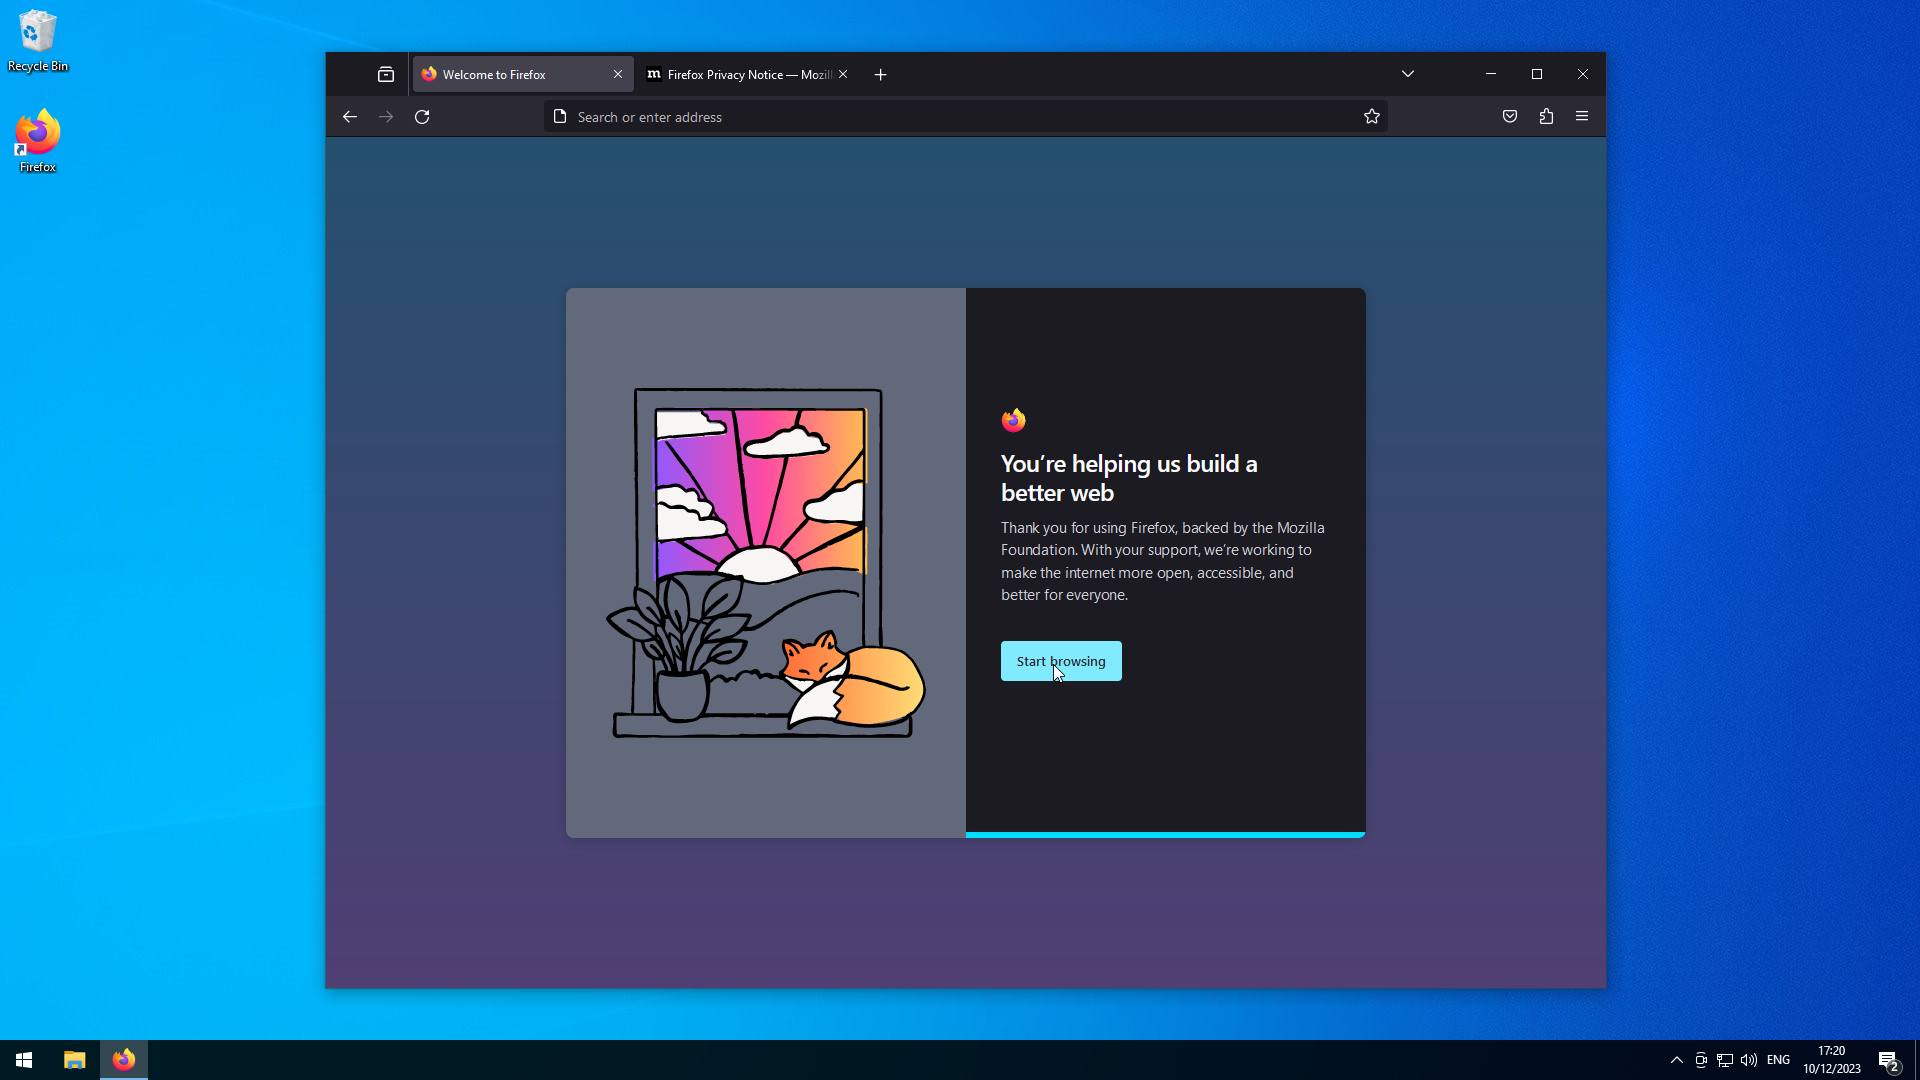 Recycle Bin
Firefox
Welcome to Firefox
Firefox Privacy Notice — Mozil
Search or enter address
You’re helping us build a
better web
Thank you for using Firefox, backed by the Mozilla
Foundation. With your support, we’re working to
make the internet more open, accessible, and
better for everyone.
Start browsing
ENG
17:20
10/12/2023
2